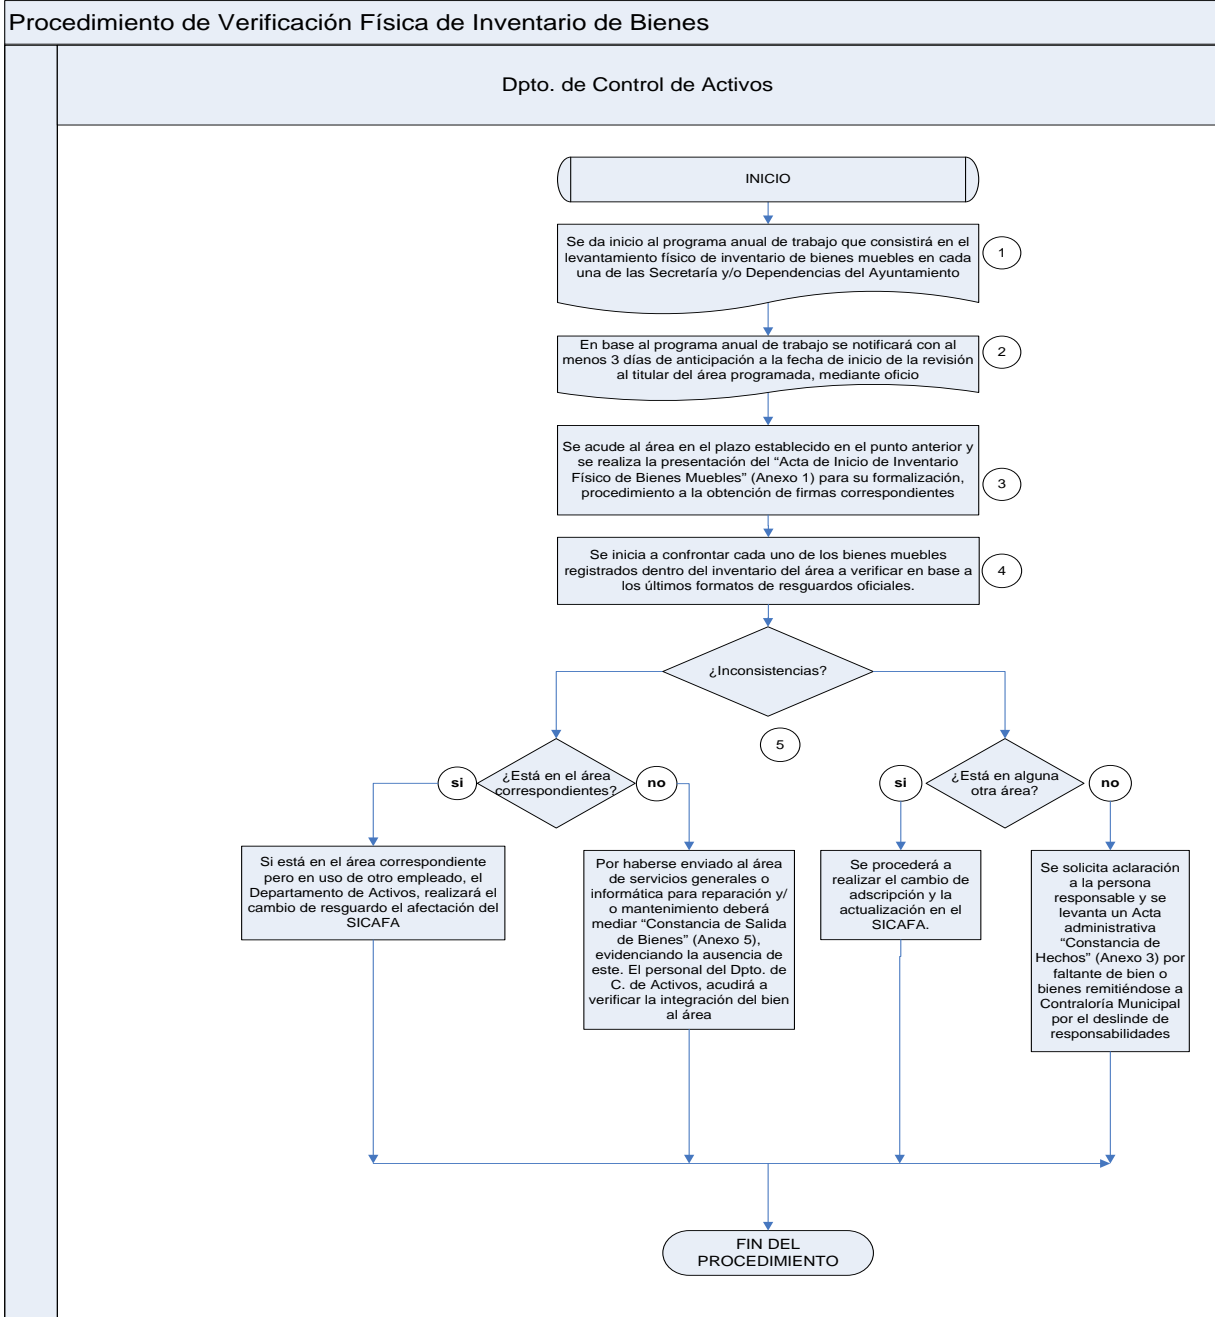 Procedimiento de Verificación Física de Inventario de Bienes
Dpto. de Control de Activos
INICIO
Se da inicio al programa anual de trabajo que consistirá en el
levantamiento físico de inventario de bienes muebles en cada
una de las Secretaría y/o Dependencias del Ayuntamiento
1
En base al programa anual de trabajo se notificará con al
menos 3 días de anticipación a la fecha de inicio de la revisión
al titular del área programada, mediante oficio
2
Se acude al área en el plazo establecido en el punto anterior y
se realiza la presentación del “Acta de Inicio de Inventario
Físico de Bienes Muebles” (Anexo 1) para su formalización,
procedimiento a la obtención de firmas correspondientes
3
Se inicia a confrontar cada uno de los bienes muebles
registrados dentro del inventario del área a verificar en base a
los últimos formatos de resguardos oficiales.
4
¿Inconsistencias?
5
si
¿Está en el área
correspondientes?
no
si
¿Está en alguna
otra área?
no
Si está en el área correspondiente
pero en uso de otro empleado, el
Departamento de Activos, realizará el
cambio de resguardo el afectación del
SICAFA
Por haberse enviado al área
de servicios generales o
informática para reparación y/
o mantenimiento deberá
mediar “Constancia de Salida
de Bienes” (Anexo 5),
evidenciando la ausencia de
este. El personal del Dpto. de
C. de Activos, acudirá a
verificar la integración del bien
al área
Se procederá a
realizar el cambio de
adscripción y la
actualización en el
SICAFA.
Se solicita aclaración
a la persona
responsable y se
levanta un Acta
administrativa
“Constancia de
Hechos” (Anexo 3) por
faltante de bien o
bienes remitiéndose a
Contraloría Municipal
por el deslinde de
responsabilidades
FIN DEL
PROCEDIMIENTO